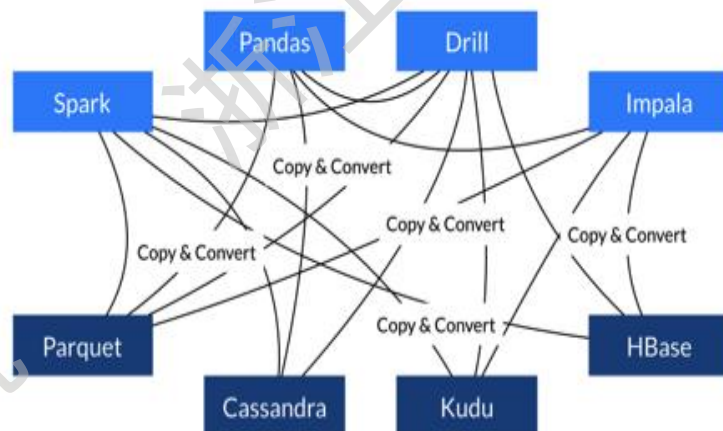 Pandas
Drill
Spark
Impala
Copy & Convert
Copy & Convert
Copy & Convert
Copy & Convert
Copy & Convert
Parquet
HBase
Cassandra
Kudu